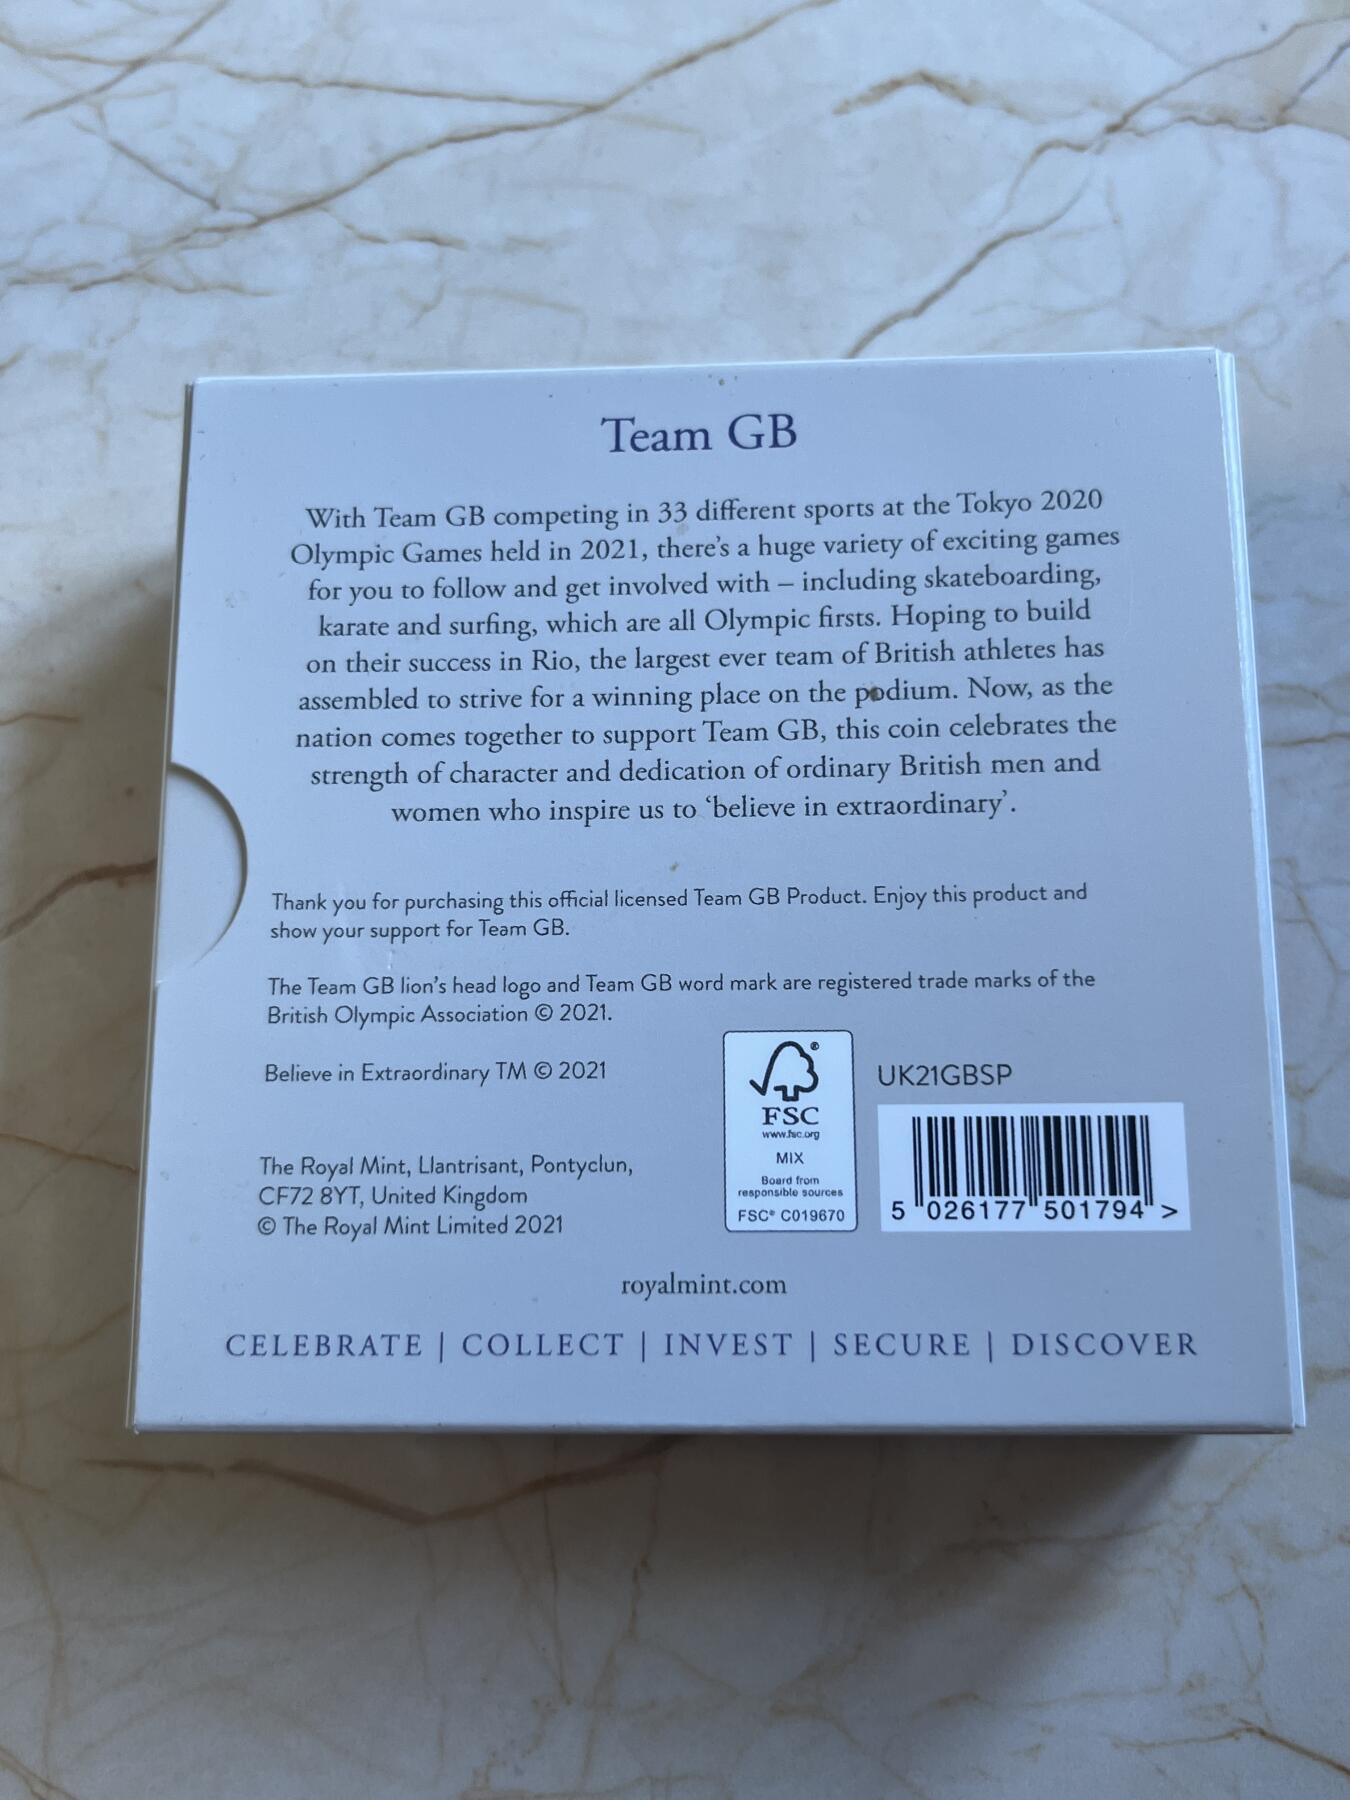 Team GB
With Team GB competing in 33 different sports at the Tokyo 2020
Olympic Games held in 2021, there's a huge variety of exciting games
for you to follow and get involved with – including skateboarding,
karate and surfing, which are all Olympic firsts. Hoping to build
on their success in Rio, the largest ever team of British athletes has
assembled to strive for a winning place on the podium. Now, as the
nation comes together to support Team GB, this coin celebrates the
strength of character and dedication of ordinary British men and
women who inspire us to 'believe in extraordinary'.
Thank you for purchasing this official licensed Team GB Product. Enjoy this product and
show your support for Team GB.
The Team GB lion's head logo and Team GB word mark are registered trade marks of the
British Olympic Association © 2021.
Believe in Extraordinary TM © 2021
The Royal Mint, Llantrisant, Pontyclun,
CF72 8YT, United Kingdom
© The Royal Mint Limited 2021
®
FSC
www.fsc.org
MIX
Board from
responsible sources
FSC® C019670
UK21GBSP
5 026177 501794 >
royalmint.com
CELEBRATE | COLLECT | INVEST | SECURE | DISCOVER